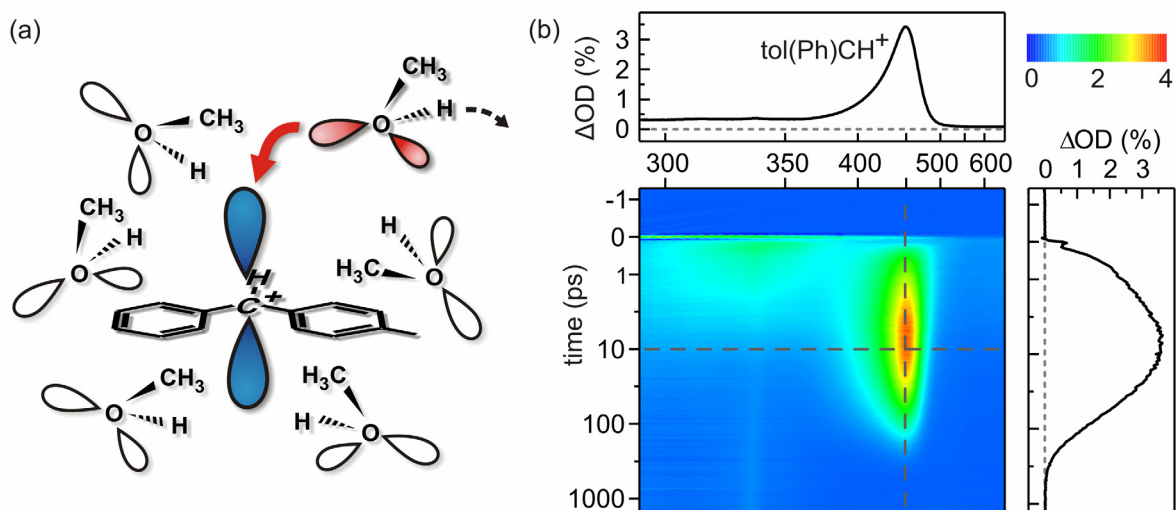 (a)
O
CH₃
H
CH₃
H
O
CH₃
H
O
H
H₃C
O
H
C
+
O
CH₃
H
H₃C
H
O
(b)
tol(Ph)CH⁺
ΔOD (%)
3
2
1
0
300 350 400 500 600
0 2 4
ΔOD (%)
0 1 2 3
time (ps)
-1
0
1
10
100
1000